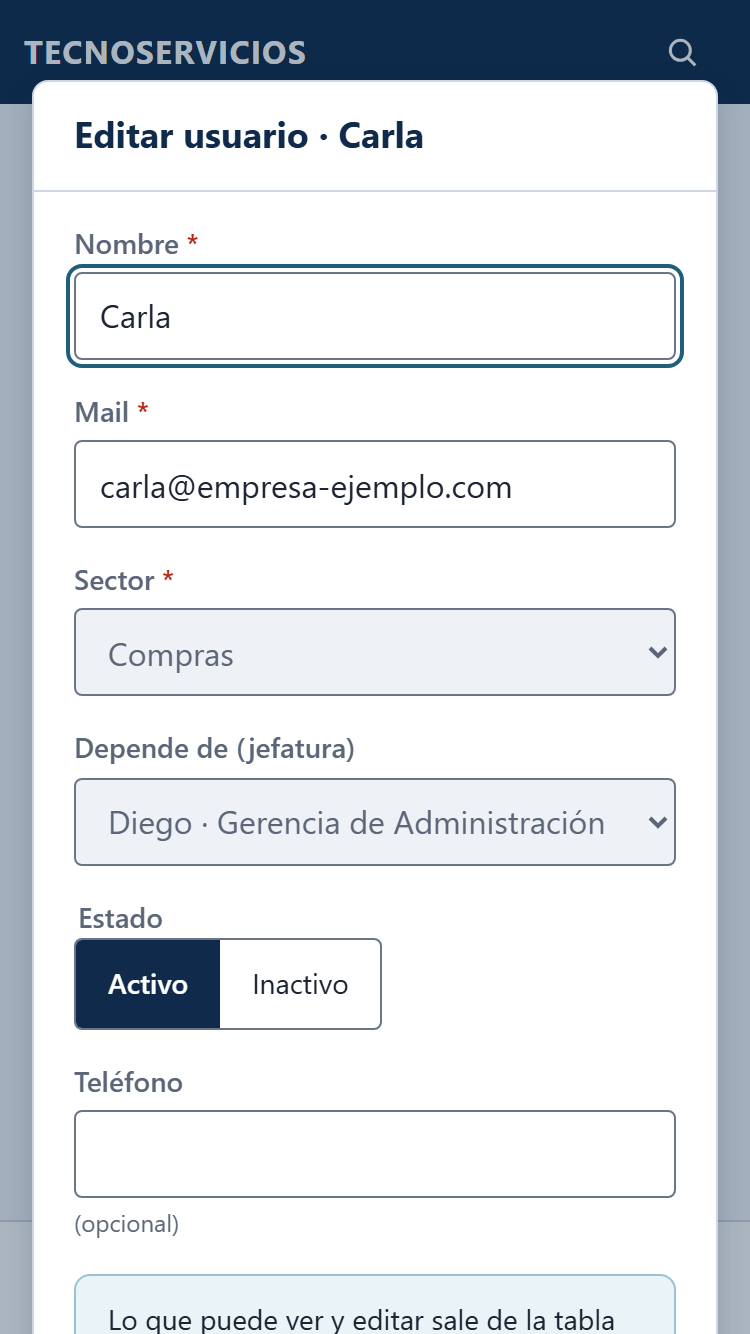 TECNOSERVICIOS
Editar usuario · Carla
Nombre *
Carla
Mail *
carla@empresa-ejemplo.com
Sector *
Compras
Depende de (jefatura)
Diego · Gerencia de Administración
Estado
Activo Inactivo
Teléfono
(opcional)
Lo que puede ver y editar sale de la tabla